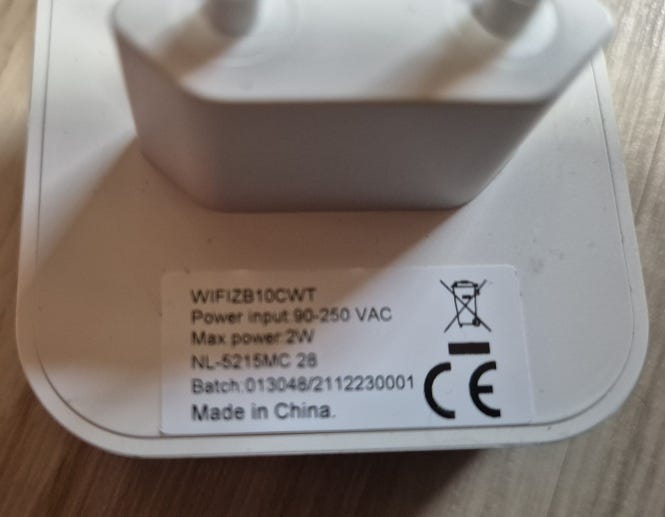 WIFIZB10CWT
Power input:90-250 VAC
Max power:2W
NL-5215MC 28
Batch:013048/2112230001
Made in China.
CE